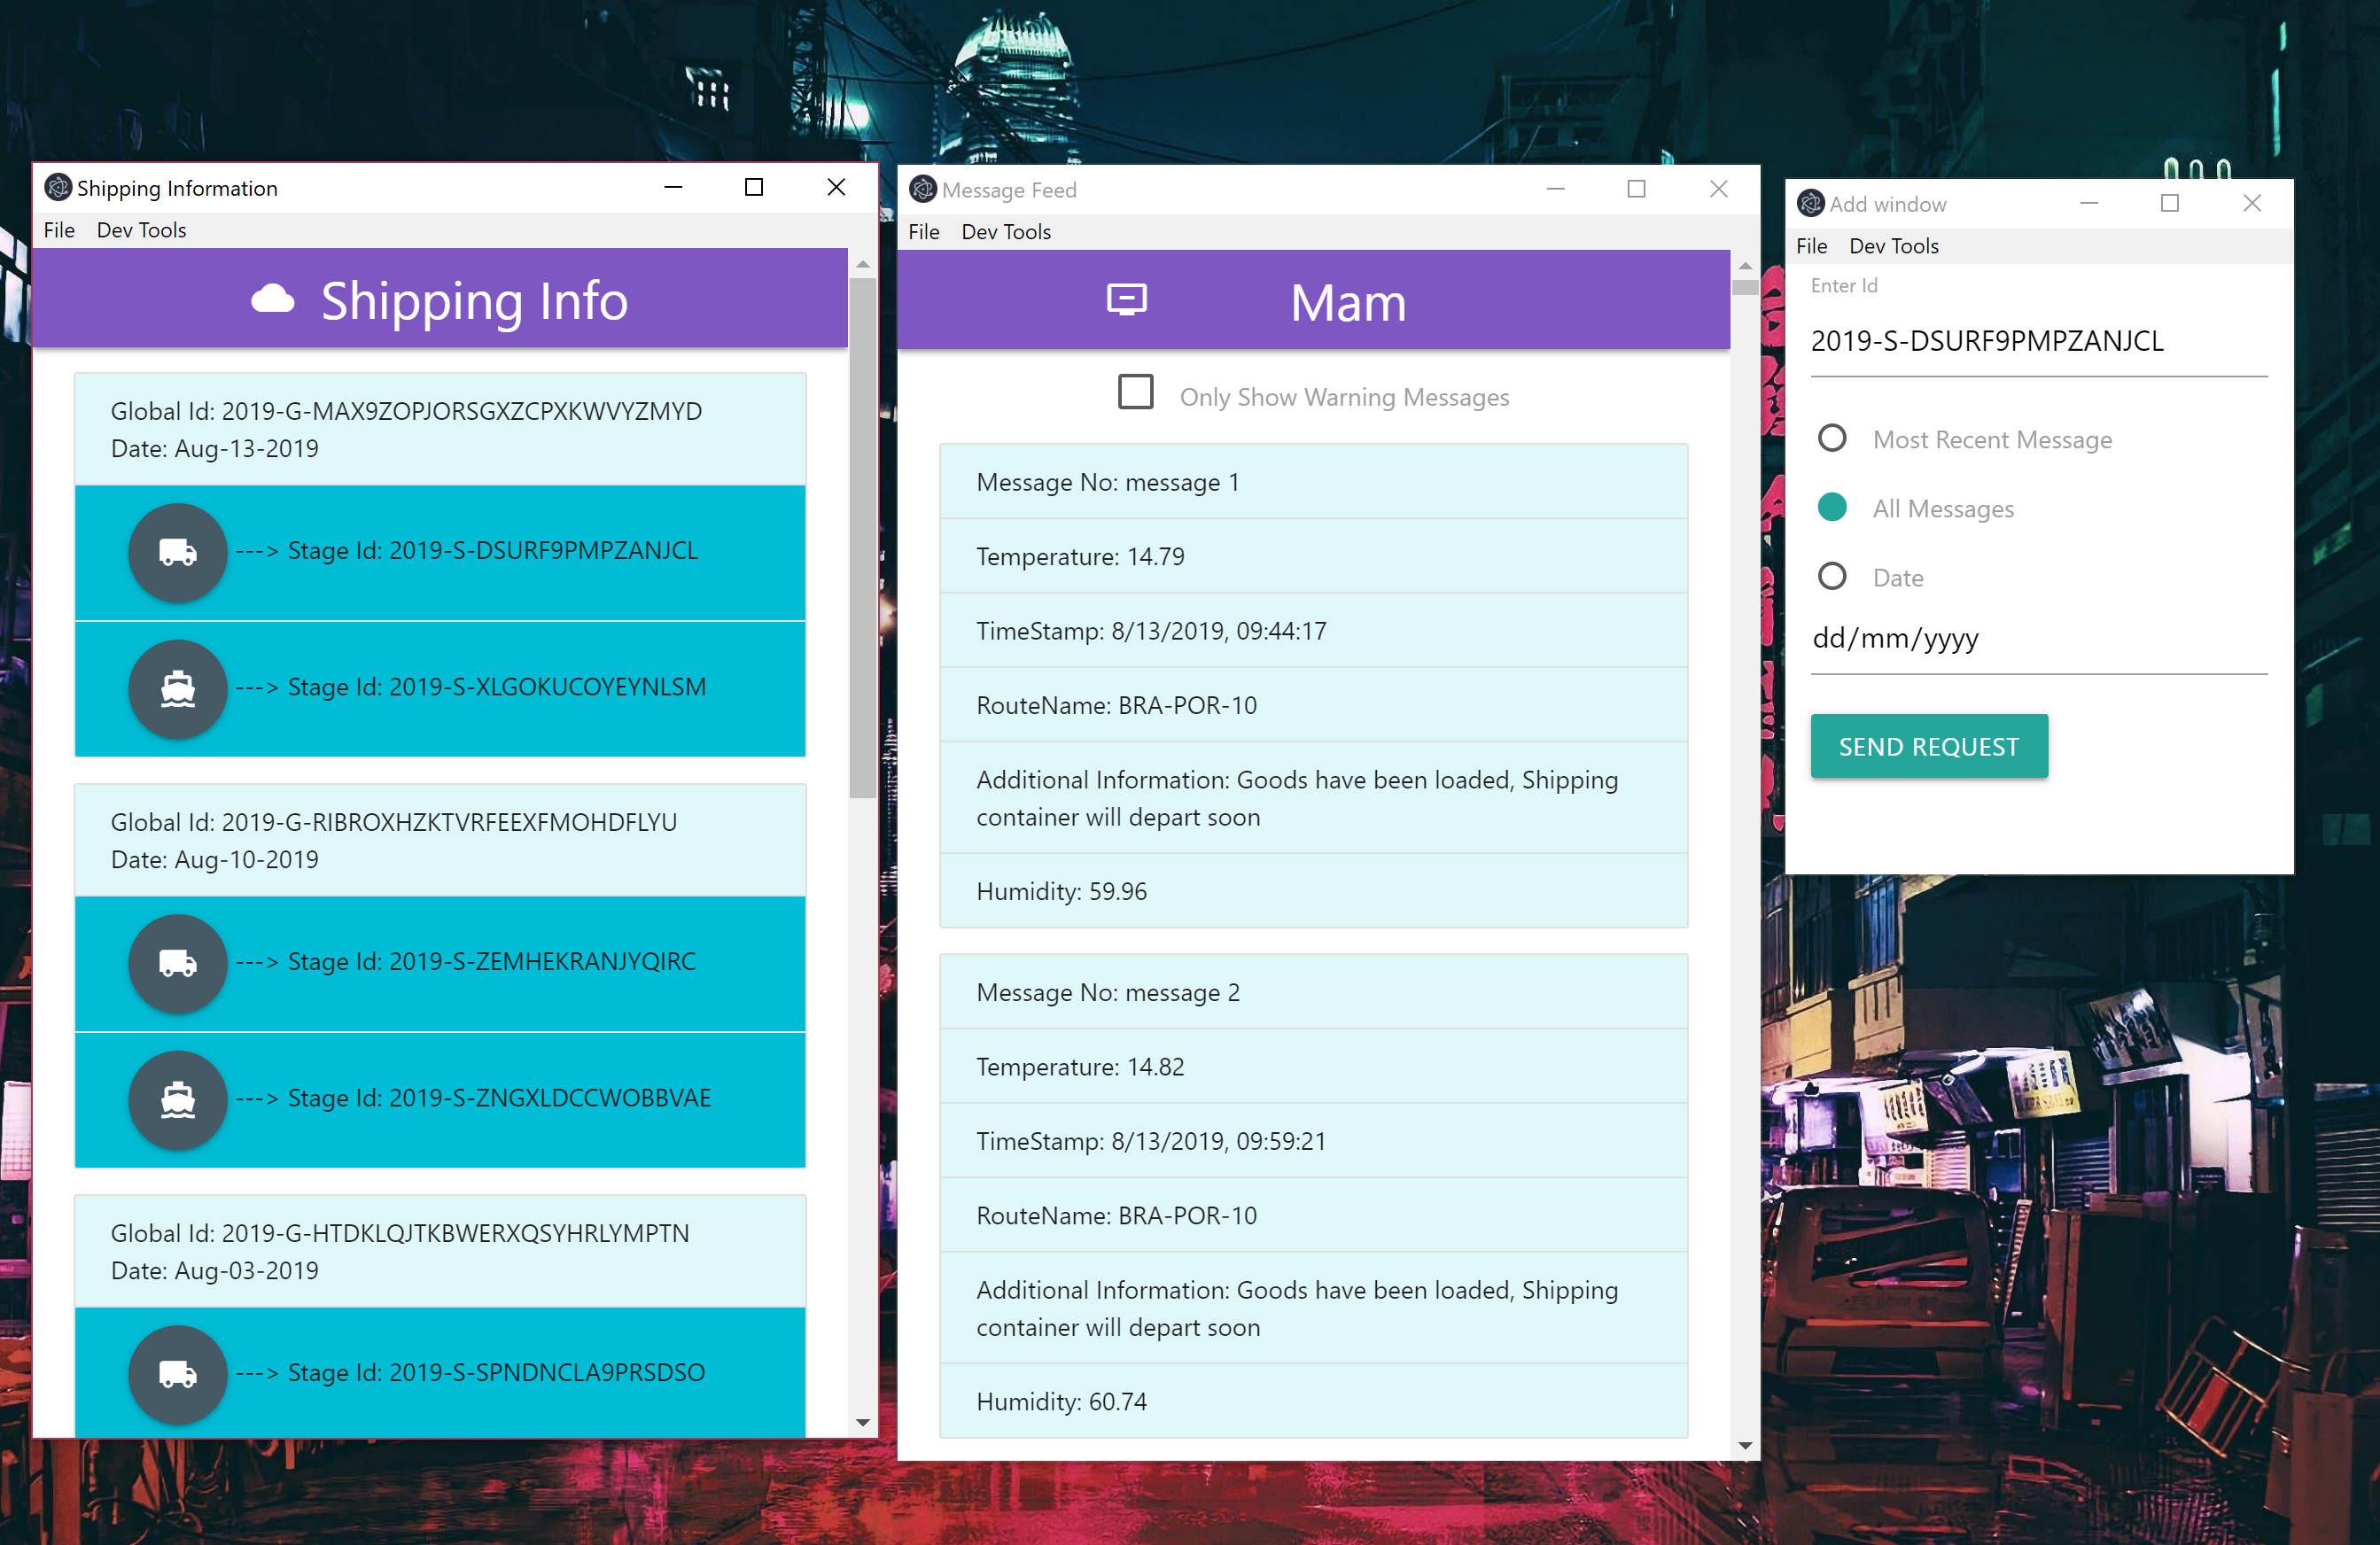 Shipping Information
File Dev Tools
Shipping Info
Global Id: 2019-G-MAX9ZOPJORSGXZCPXKWVYZMYD
Date: Aug-13-2019
---> Stage Id: 2019-S-DSURF9PMPZANJCL
---> Stage Id: 2019-S-XLGOKUCOYEYNLSM
Global Id: 2019-G-RIBROXHZKTVRFEEXFMOHDFLYU
Date: Aug-10-2019
---> Stage Id: 2019-S-ZEMHEKRANJYQIRC
---> Stage Id: 2019-S-ZNGXLDCCWOBBVAE
Global Id: 2019-G-HTDKLQJTKBWERXQSYHRLYMPTN
Date: Aug-03-2019
---> Stage Id: 2019-S-SPNDNCLA9PRSDSO
Message Feed
File Dev Tools
Mam
Only Show Warning Messages
Message No: message 1
Temperature: 14.79
TimeStamp: 8/13/2019, 09:44:17
RouteName: BRA-POR-10
Additional Information: Goods have been loaded, Shipping
container will depart soon
Humidity: 59.96
Message No: message 2
Temperature: 14.82
TimeStamp: 8/13/2019, 09:59:21
RouteName: BRA-POR-10
Additional Information: Goods have been loaded, Shipping
container will depart soon
Humidity: 60.74
Add window
File Dev Tools
Enter Id
2019-S-DSURF9PMPZANJCL
Most Recent Message
All Messages
Date
dd/mm/yyyy
SEND REQUEST